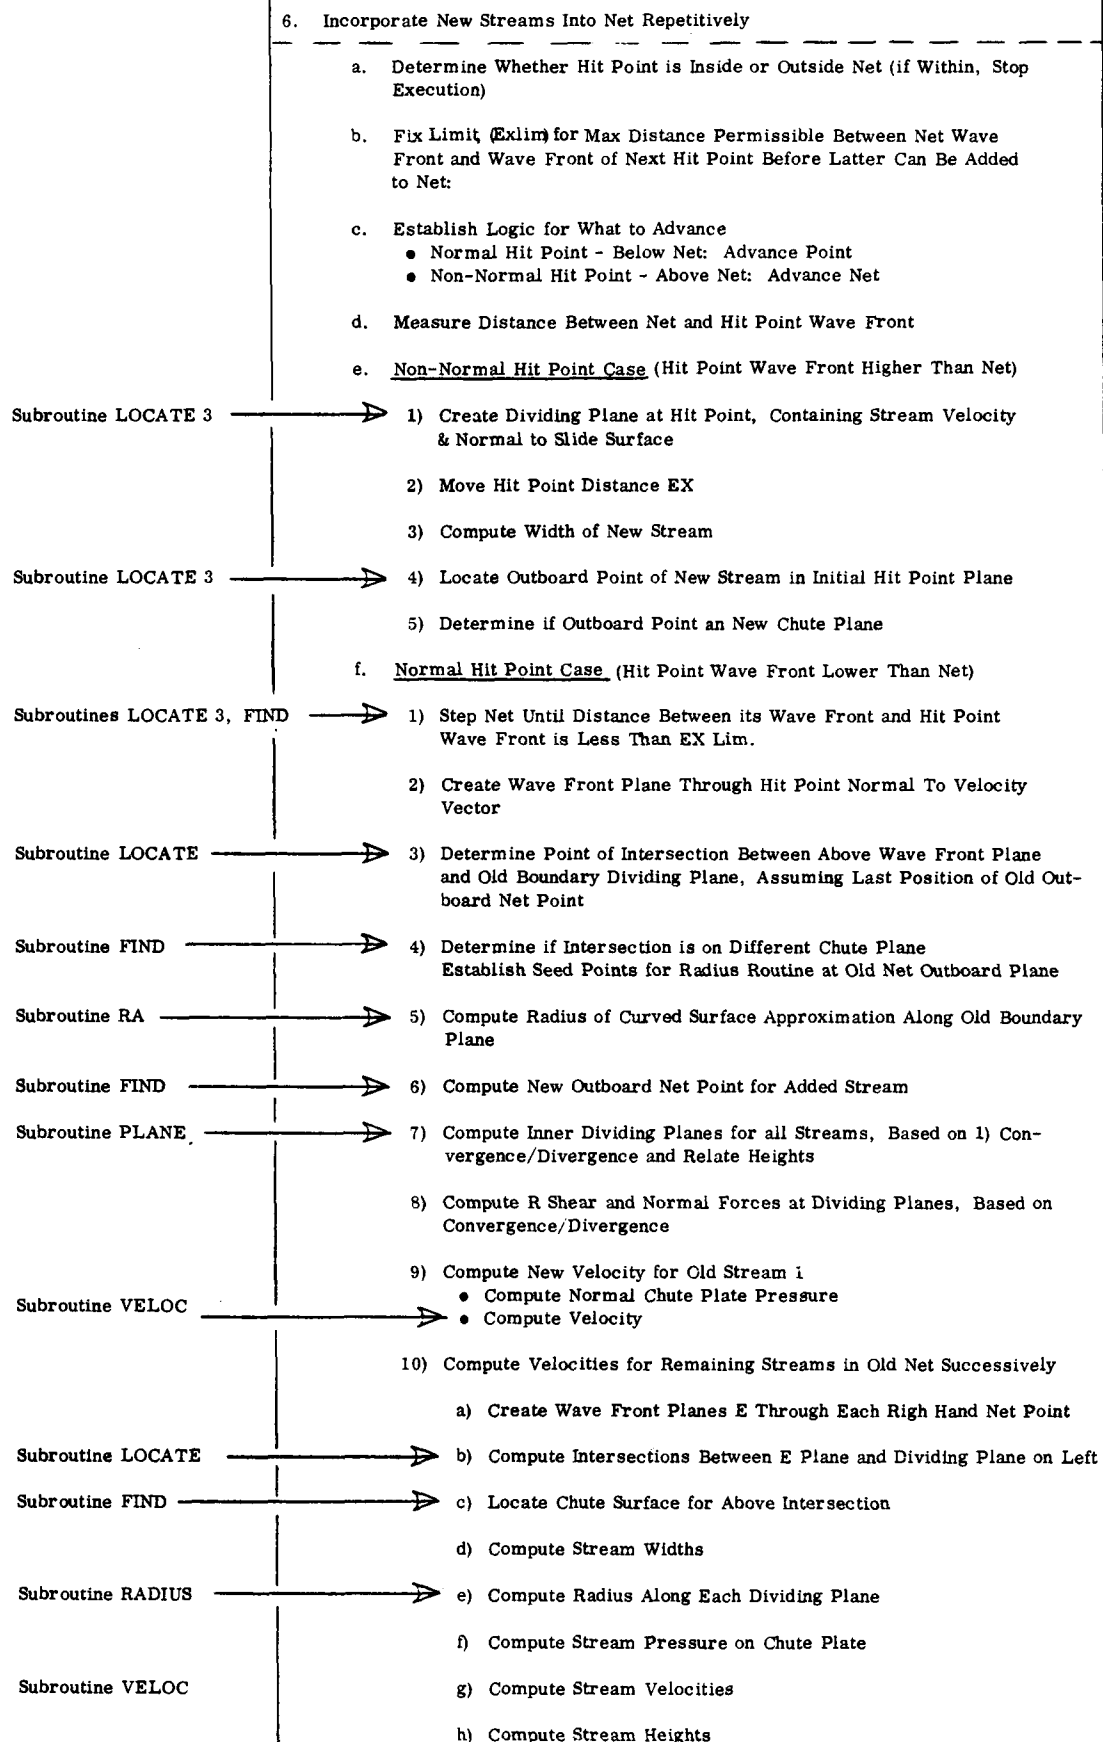 6. Incorporate New Streams Into Net Repetitively
a. Determine Whether Hit Point is Inside or Outside Net (if Within, Stop
Execution)
b. Fix Limit, (Exlim) for Max Distance Permissible Between Net Wave
Front and Wave Front of Next Hit Point Before Latter Can Be Added
to Net:
c. Establish Logic for What to Advance
• Normal Hit Point - Below Net: Advance Point
• Non-Normal Hit Point - Above Net: Advance Net
d. Measure Distance Between Net and Hit Point Wave Front
e. Non-Normal Hit Point Case (Hit Point Wave Front Higher Than Net)
Subroutine LOCATE 3 1) Create Dividing Plane at Hit Point, Containing Stream Velocity
& Normal to Slide Surface
2) Move Hit Point Distance EX
3) Compute Width of New Stream
Subroutine LOCATE 3 4) Locate Outboard Point of New Stream in Initial Hit Point Plane
5) Determine if Outboard Point an New Chute Plane
f. Normal Hit Point Case (Hit Point Wave Front Lower Than Net)
Subroutines LOCATE 3, FIND 1) Step Net Until Distance Between its Wave Front and Hit Point
Wave Front is Less Than EX Lim.
2) Create Wave Front Plane Through Hit Point Normal To Velocity
Vector
Subroutine LOCATE 3) Determine Point of Intersection Between Above Wave Front Plane
and Old Boundary Dividing Plane, Assuming Last Position of Old Out-
board Net Point
Subroutine FIND 4) Determine if Intersection is on Different Chute Plane
Establish Seed Points for Radius Routine at Old Net Outboard Plane
Subroutine RA 5) Compute Radius of Curved Surface Approximation Along Old Boundary
Plane
Subroutine FIND 6) Compute New Outboard Net Point for Added Stream
Subroutine PLANE 7) Compute Inner Dividing Planes for all Streams, Based on 1) Con-
vergence/Divergence and Relate Heights
8) Compute R Shear and Normal Forces at Dividing Planes, Based on
Convergence/Divergence
9) Compute New Velocity for Old Stream i
• Compute Normal Chute Plate Pressure
Subroutine VELOC • Compute Velocity
10) Compute Velocities for Remaining Streams in Old Net Successively
a) Create Wave Front Planes E Through Each Righ Hand Net Point
Subroutine LOCATE b) Compute Intersections Between E Plane and Dividing Plane on Left
Subroutine FIND c) Locate Chute Surface for Above Intersection
d) Compute Stream Widths
Subroutine RADIUS e) Compute Radius Along Each Dividing Plane
f) Compute Stream Pressure on Chute Plate
Subroutine VELOC g) Compute Stream Velocities
h) Compute Stream Heights